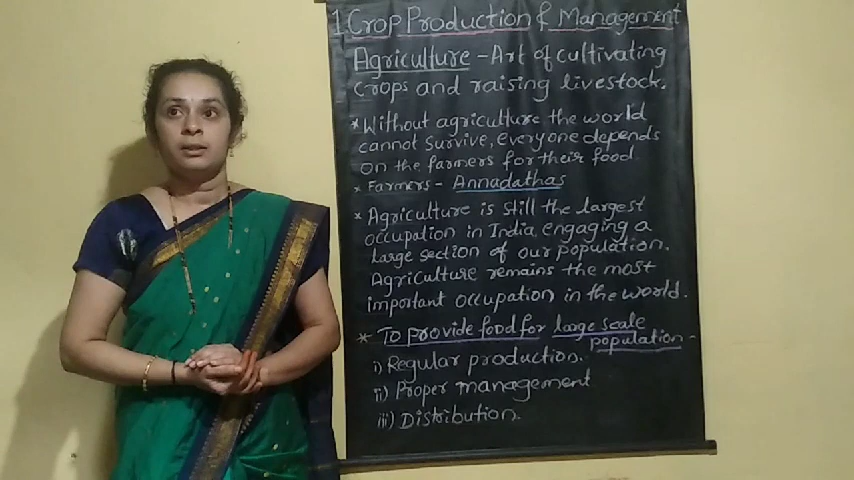 1. Crop Production & Management
Agriculture - Art of cultivating
crops and raising livestock.
* Without agriculture the world
cannot survive, everyone depends
on the farmers for their food.
* Farmers - Annadathas
* Agriculture is still the largest
occupation in India, engaging a
large section of our population.
Agriculture remains the most
important occupation in the world.
* To provide food for large scale
population -
i) Regular production.
ii) Proper management
iii) Distribution.